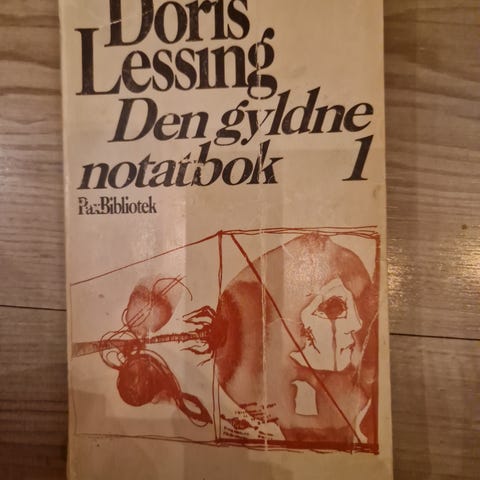 Doris
Lessing
Den gyldne
notatbok 1
PaxBibliotek